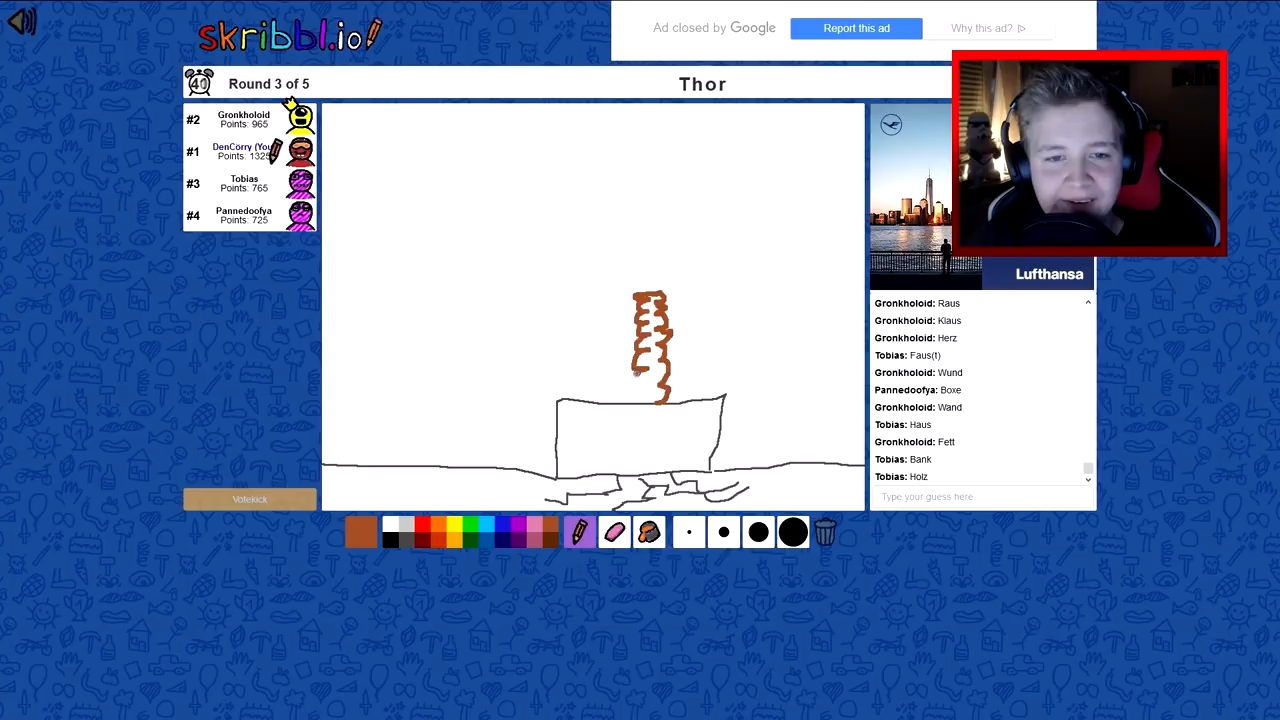 skribbl.io
Ad closed by Google
Report this ad
Why this ad?
40
Round 3 of 5
Thor
#2
Gronkholoid
Points: 965
#1
DenCorry (You
Points: 1325
#3
Tobias
Points: 765
#4
Pannedoofya
Points: 725
Lufthansa
Gronkholoid: Raus
Gronkholoid: Klaus
Gronkholoid: Herz
Tobias: Faus(t)
Gronkholoid: Wund
Pannedoofya: Boxe
Gronkholoid: Wand
Tobias: Haus
Gronkholoid: Fett
Tobias: Bank
Tobias: Holz
Type your guess here
Votekick